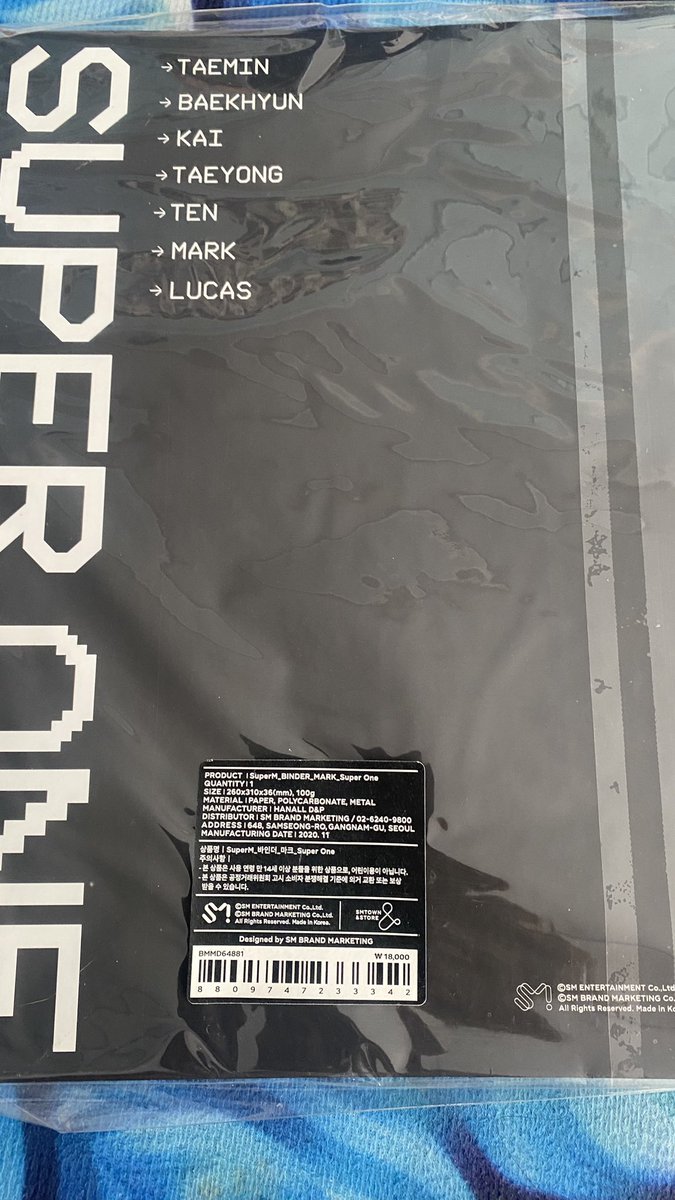 SUPER ONE
→TAEMIN
→BAEKHYUN
→KAI
→TAEYONG
→TEN
→MARK
→LUCAS
PRODUCT | SuperM_BINDER_MARK_Super One
QUANTITY | 1
SIZE | 260x310x36(mm), 100g
MATERIAL | PAPER, POLYCARBONATE, METAL
MANUFACTURER | HANALL D&P
DISTRIBUTOR | SM BRAND MARKETING / 02-6240-9800
ADDRESS | 648, SAMSEONG-RO, GANGNAM-GU, SEOUL
MANUFACTURING DATE | 2020. 11
상품명 | SuperM_바인더_마크_Super One
주의사항 |
- 본 상품은 사용 연령 만 14세 이상 분들을 위한 상품으로, 어린이용이 아닙니다.
- 본 상품은 공정거래위원회 고시 소비자 분쟁해결 기준에 의거 교환 또는 보상
받을 수 있습니다.
SM!
ⒸSM ENTERTAINMENT Co.,Ltd.
ⒸSM BRAND MARKETING Co.,Ltd.
All Rights Reserved. Made in Korea.
SMTOWN
&STORE
Designed by SM BRAND MARKETING
BMMD64881
₩ 18,000
8809747233342
SM!
ⒸSM ENTERTAINMENT Co.,Ltd
ⒸSM BRAND MARKETING Co.
All Rights Reserved. Made in Ko